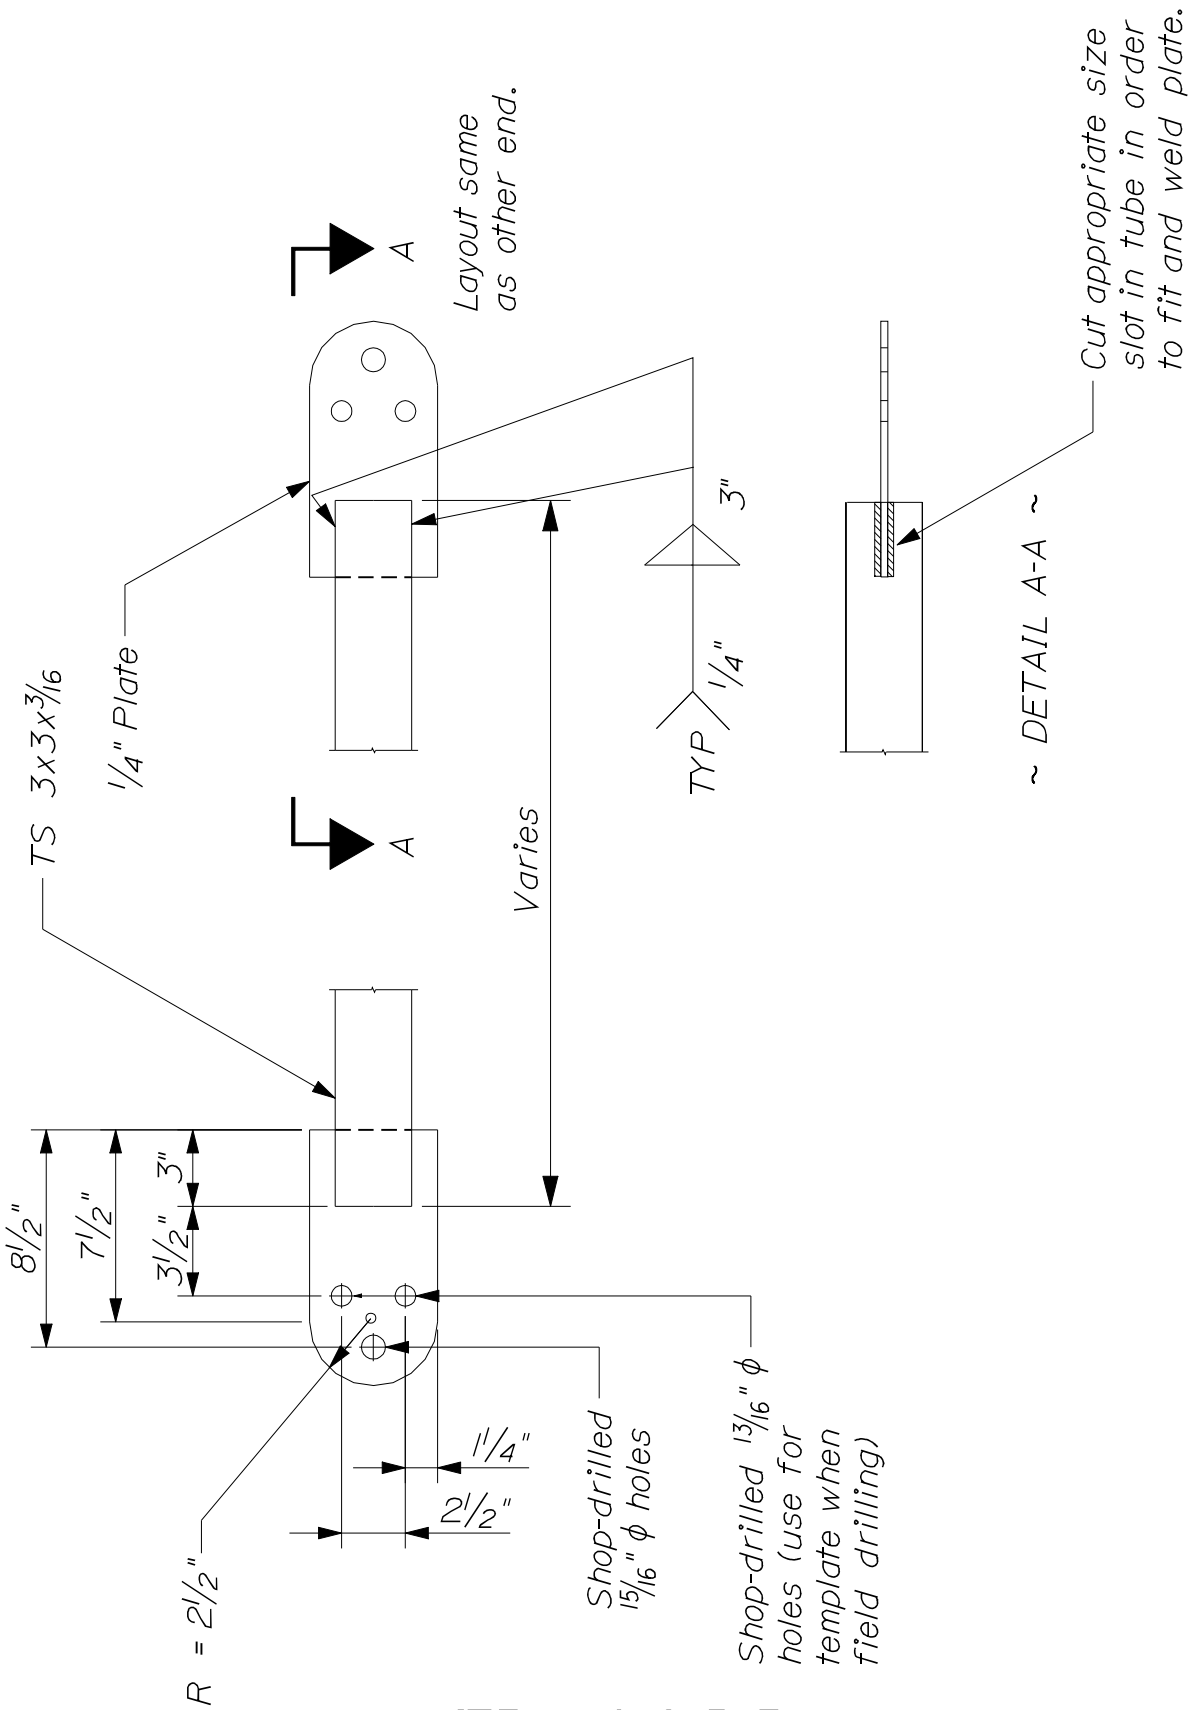 8 1/2"
7 1/2"
3 1/2"
3"
TS 3x3x3/16
1/4" Plate
R = 2 1/2"
A
A
Layout same
as other end.
1 1/4"
2 1/2"
Varies
Shop-drilled
15/16" ϕ holes
TYP
1/4"
3"
Shop-drilled 13/16" ϕ
holes (use for
template when
field drilling)
~ DETAIL A-A ~
Cut appropriate size
slot in tube in order
to fit and weld plate.